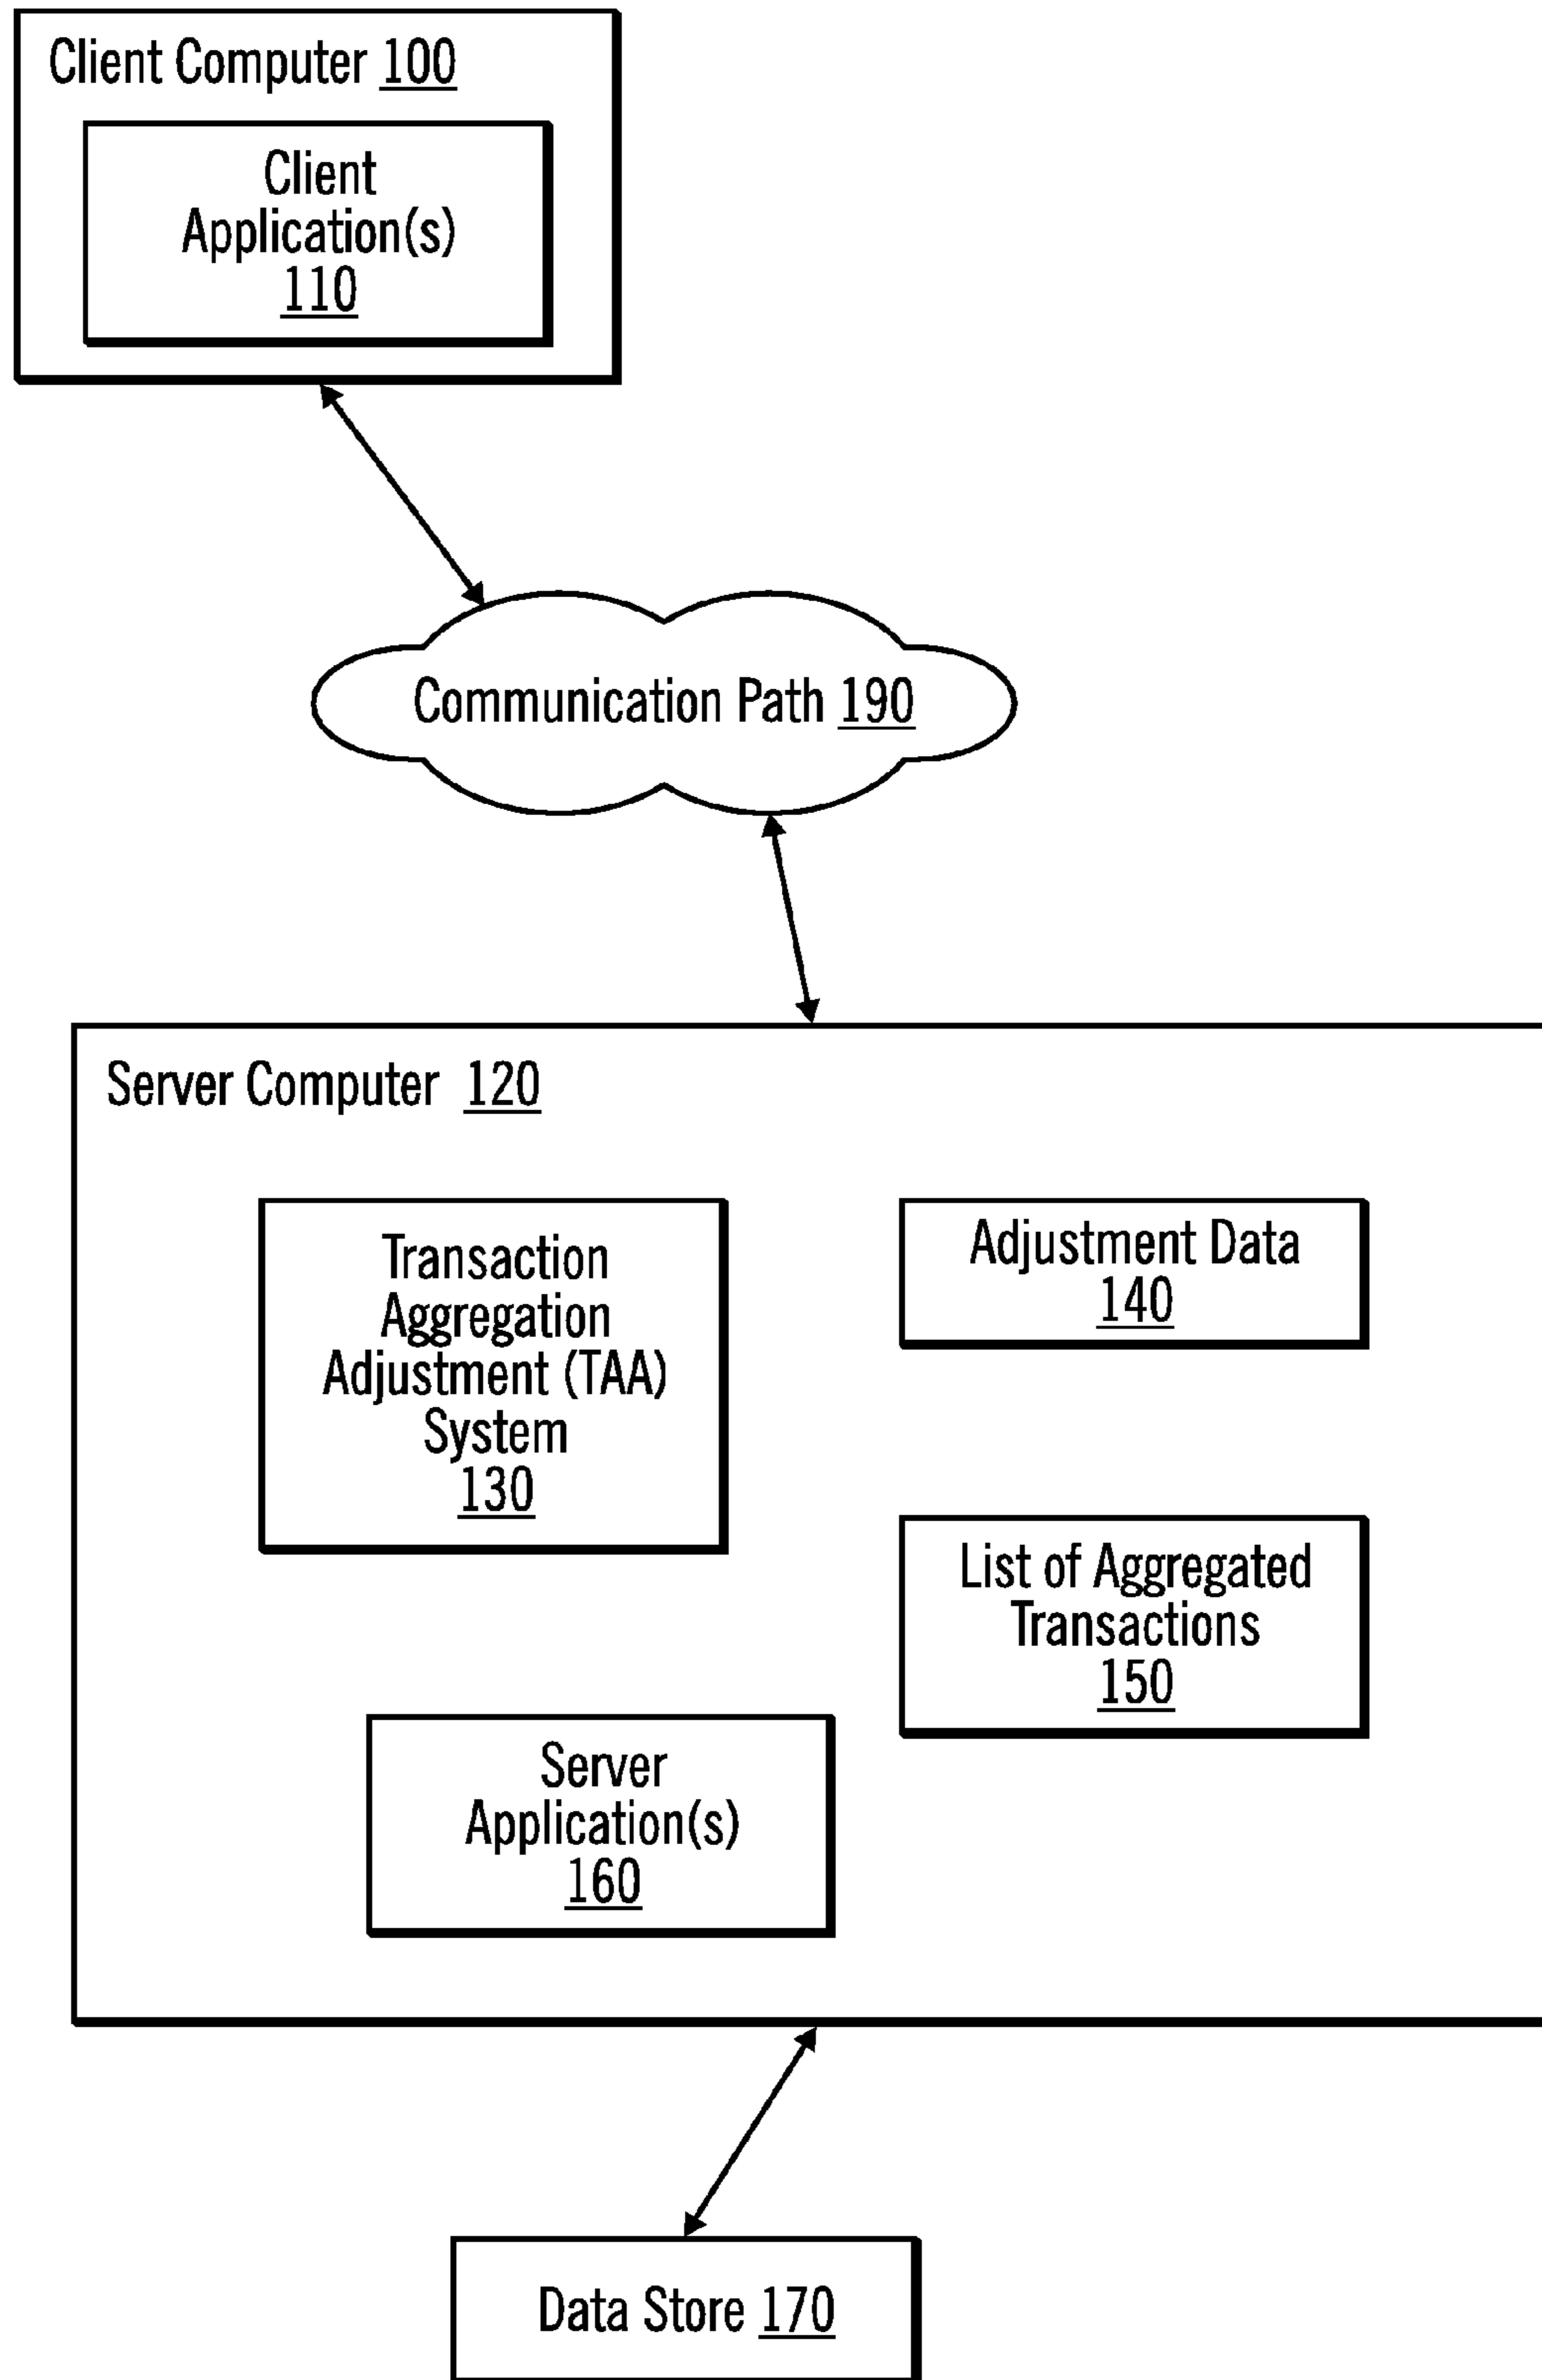 Client Computer 100
Client
Application(s)
110
Communication Path 190
Server Computer 120
Transaction
Aggregation
Adjustment (TAA)
System
130
Adjustment Data
140
List of Aggregated
Transactions
150
Server
Application(s)
160
Data Store 170